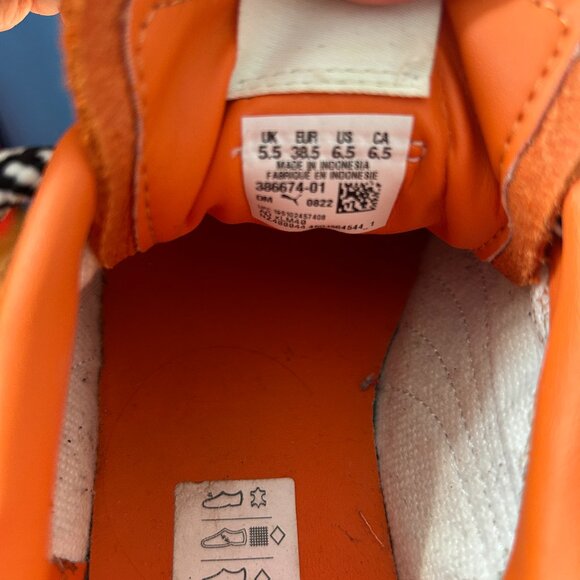 UK EUR US CA
5.5 38.5 6.5 6.5
MADE IN INDONESIA
FABRIQUÉ EN INDONESIE
386674-01
DM 0822